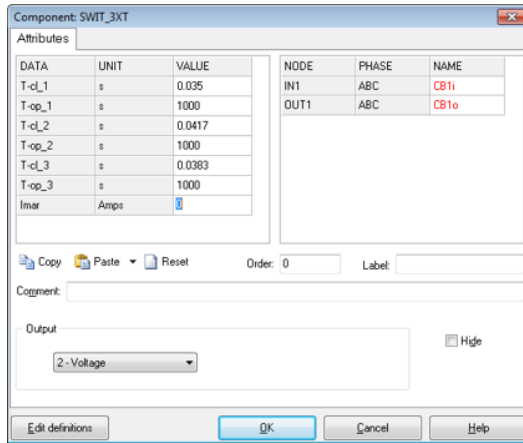 Component: SWIT_3XT
Attributes
DATA UNIT VALUE
T-cl_1 s 0.035
T-op_1 s 1000
T-cl_2 s 0.0417
T-op_2 s 1000
T-cl_3 s 0.0383
T-op_3 s 1000
Imar Amps 0
NODE PHASE NAME
IN1 ABC CB1i
OUT1 ABC CB1o
Copy Paste Reset Order: 0 Label:
Comment:
Output
2 - Voltage
Hide
Edit definitions OK Cancel Help